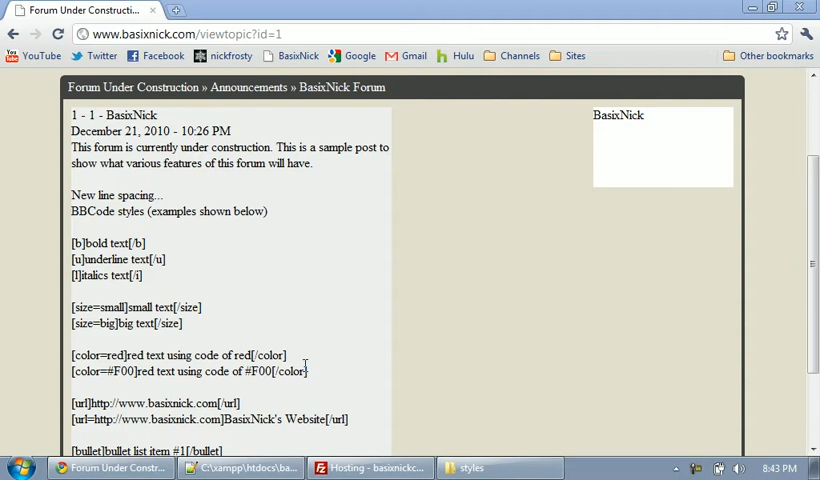 Forum Under Constructi...
www.basixnick.com/viewtopic?id=1
YouTube Twitter Facebook nickfrosty BasixNick Google Gmail Hulu Channels Sites Other bookmarks
Forum Under Construction » Announcements » BasixNick Forum
1 - 1 - BasixNick
December 21, 2010 - 10:26 PM
This forum is currently under construction. This is a sample post to
show what various features of this forum will have.
New line spacing...
BBCode styles (examples shown below)
[b]bold text[/b]
[u]underline text[/u]
[I]italics text[/i]
[size=small]small text[/size]
[size=big]big text[/size]
[color=red]red text using code of red[/color]
[color=#F00]red text using code of #F00[/color]
[url]http://www.basixnick.com[/url]
[url=http://www.basixnick.com]BasixNick's Website[/url]
[bullet]bullet list item #1[/bullet]
BasixNick
Forum Under Constr... C:\xampp\htdocs\ba... Hosting - basixnickc... styles 8:43 PM